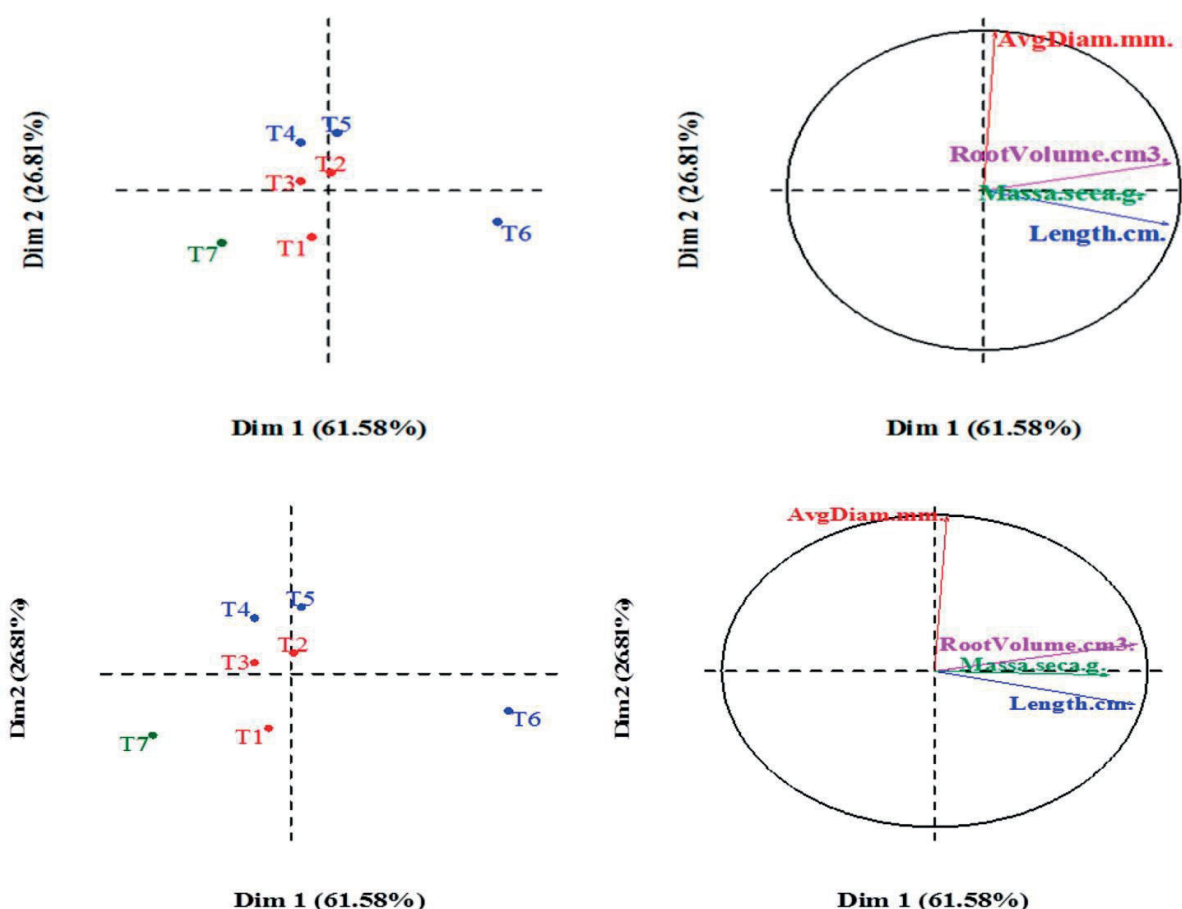 Dim 2 (26.81%)
T4
T5
T2
T3
T7
T1
T6
Dim 1 (61.58%)
Dim 2 (26.81%)
AvgDiam.mm.
RootVolume.cm3.
Massa.seca.g.
Length.cm.
Dim 1 (61.58%)
Dim2 (26.81%)
T4
T5
T2
T3
T7
T1
T6
Dim 1 (61.58%)
Dim2 (26.81%)
AvgDiam.mm.
RootVolume.cm3.
Massa.seca.g.
Length.cm.
Dim 1 (61.58%)